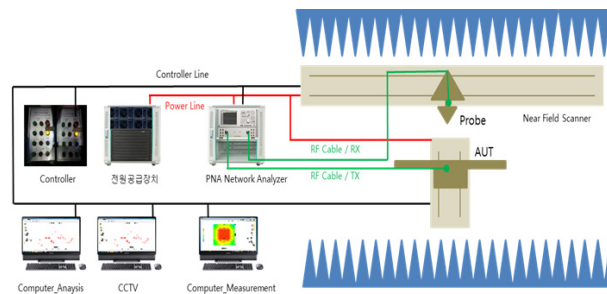 Controller Line
Power Line
Probe
Near Field Scanner
RF Cable / RX
AUT
RF Cable / TX
Controller
전원공급장치
PNA Network Analyzer
Computer_Anaysis
CCTV
Computer_Measurement